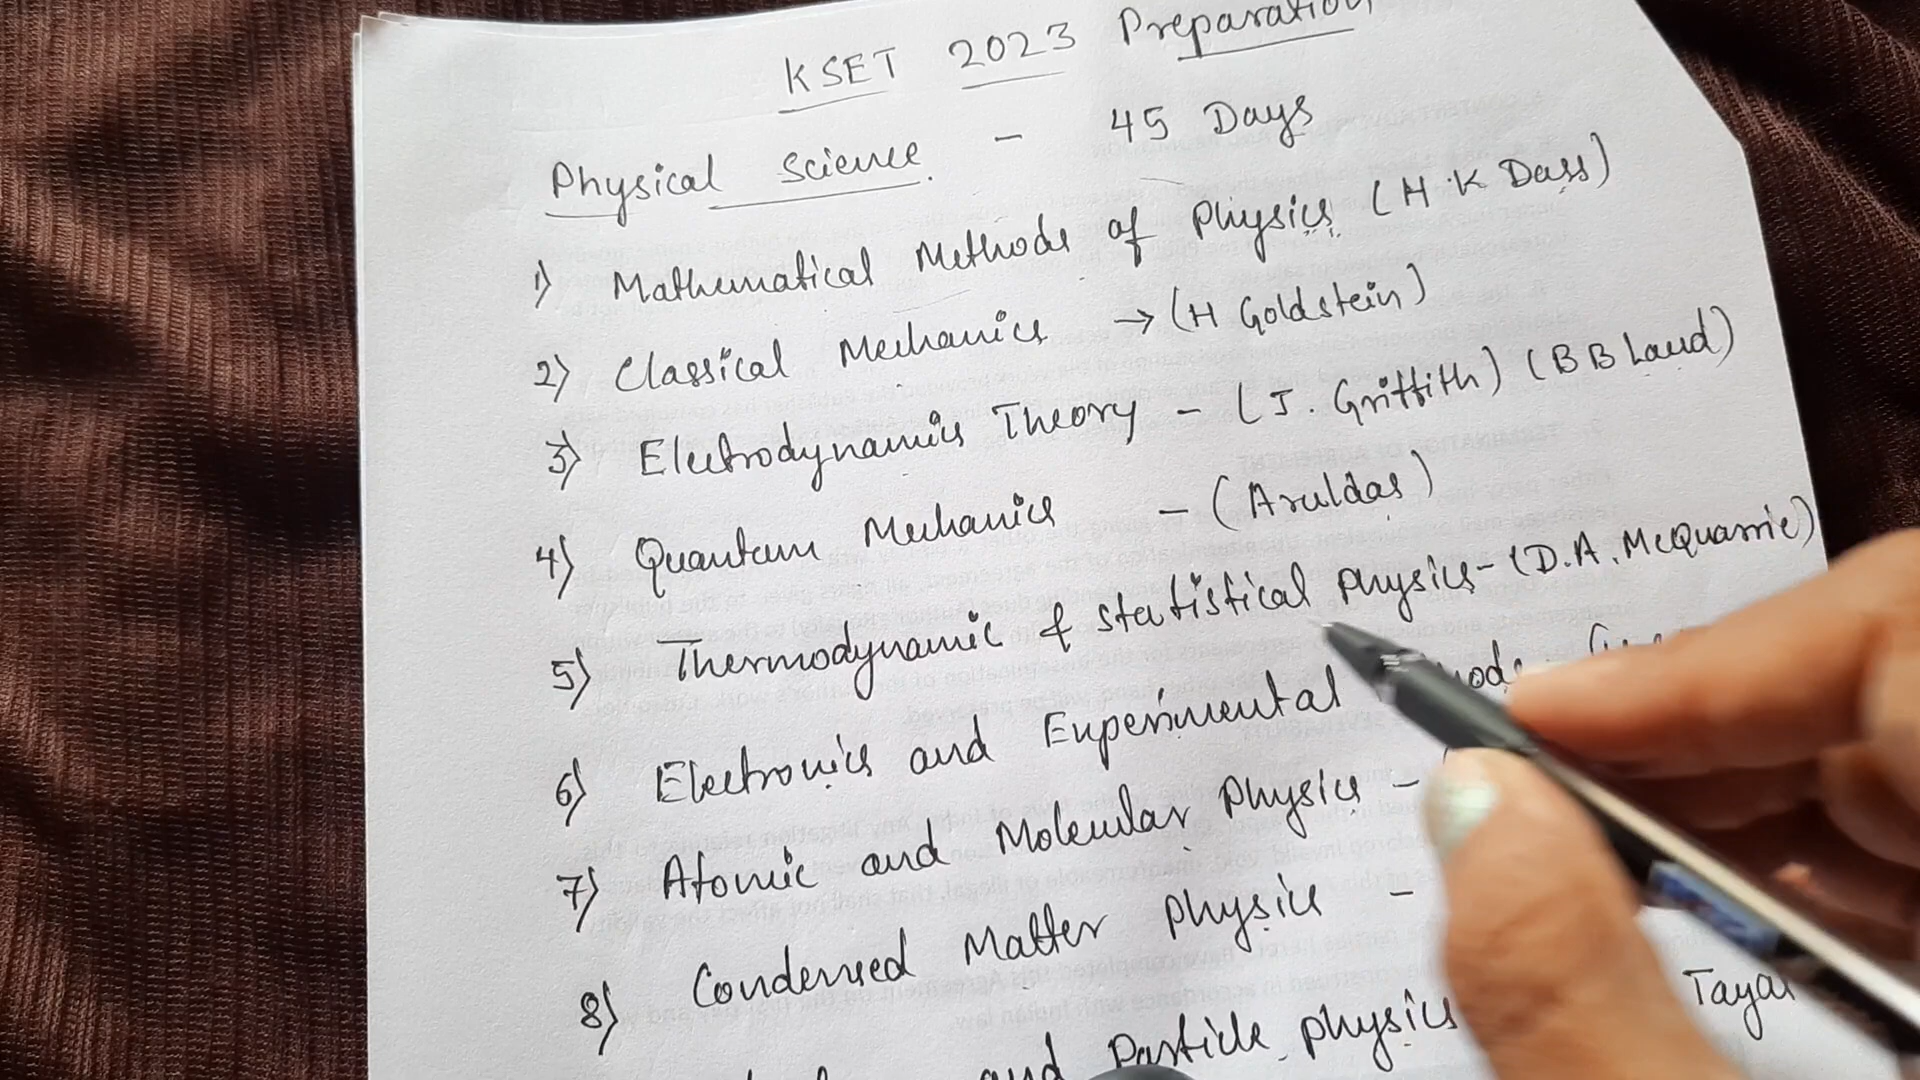 KSET 2023 Preparation
Physical Science - 45 Days
1) Mathematical Methods of Physics (H.K Dass)
2) Classical Mechanics → (H Goldstein)
3) Electrodynamics Theory - (J. Griffith) (BB Laud)
4) Quantum Mechanics - (Aruldas)
5) Thermodynamic & Statistical Physics - (D.A. McQuarrie)
6) Electronics and Experimental
7) Atomic and Molecular Physics -
8) Condensed Matter Physics -
and Particle physics Tayal